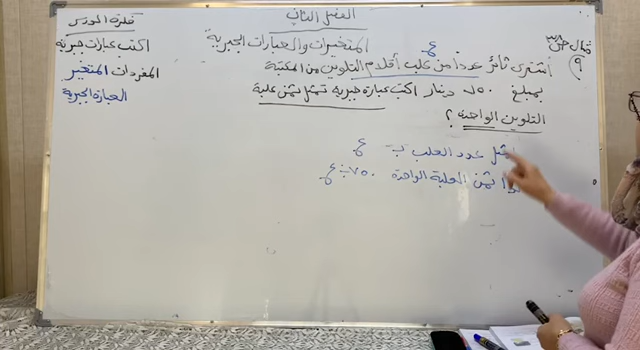 الفصل الثاني
المتغيرات والعبارات الجبرية
فكرة الدرس
اكتب عبارات جبرية
المفردات المتغير
العبارة الجبرية
مثال ص
٩) اشترى ثائر عددا من علب أقلام التلوين من المكتبة
ع
بمبلغ ٧٥٠ دينار اكتب عبارة جبرية تمثل ثمن علبة
التلوين الواحدة ؟
عدد العلب بـ ع
ثمن العلبة الواحدة ٧٥٠ ÷ ع